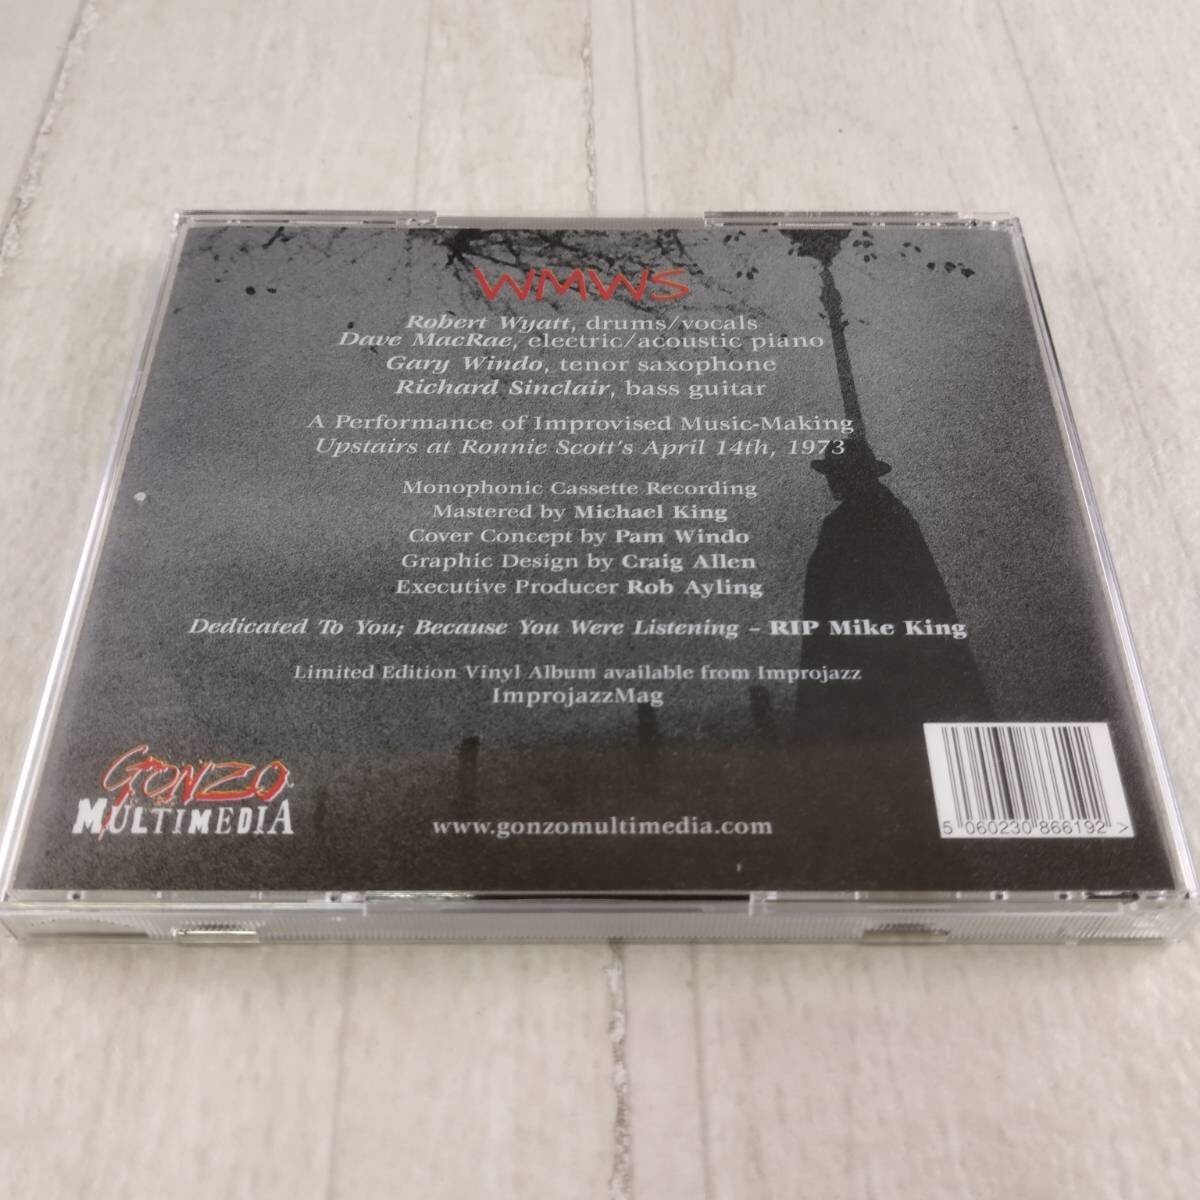 WMWS
Robert Wyatt, drums/vocals
Dave MacRae, electric/acoustic piano
Gary Windo, tenor saxophone
Richard Sinclair, bass guitar
A Performance of Improvised Music-Making
Upstairs at Ronnie Scott's April 14th, 1973
Monophonic Cassette Recording
Mastered by Michael King
Cover Concept by Pam Windo
Graphic Design by Craig Allen
Executive Producer Rob Ayling
Dedicated To You; Because You Were Listening – RIP Mike King
Limited Edition Vinyl Album available from Improjazz
ImprojazzMag
GONZO
MULTIMEDIA
www.gonzomultimedia.com
5 060230 866192 >